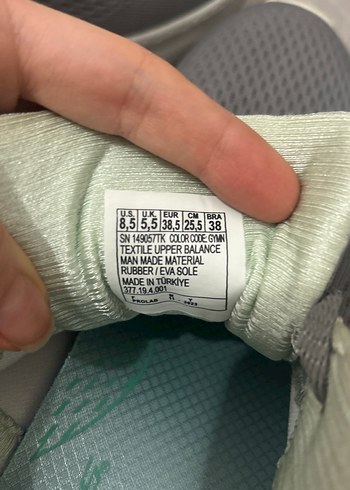 U.S. U.K. EUR CM BRA
8,5 5,5 38,5 25,5 38
SN 149057TK COLOR CODE: GYMN
TEXTILE UPPER BALANCE
MAN MADE MATERIAL
RUBBER / EVA SOLE
MADE IN TÜRKİYE
377.19.4.001
PROLAB